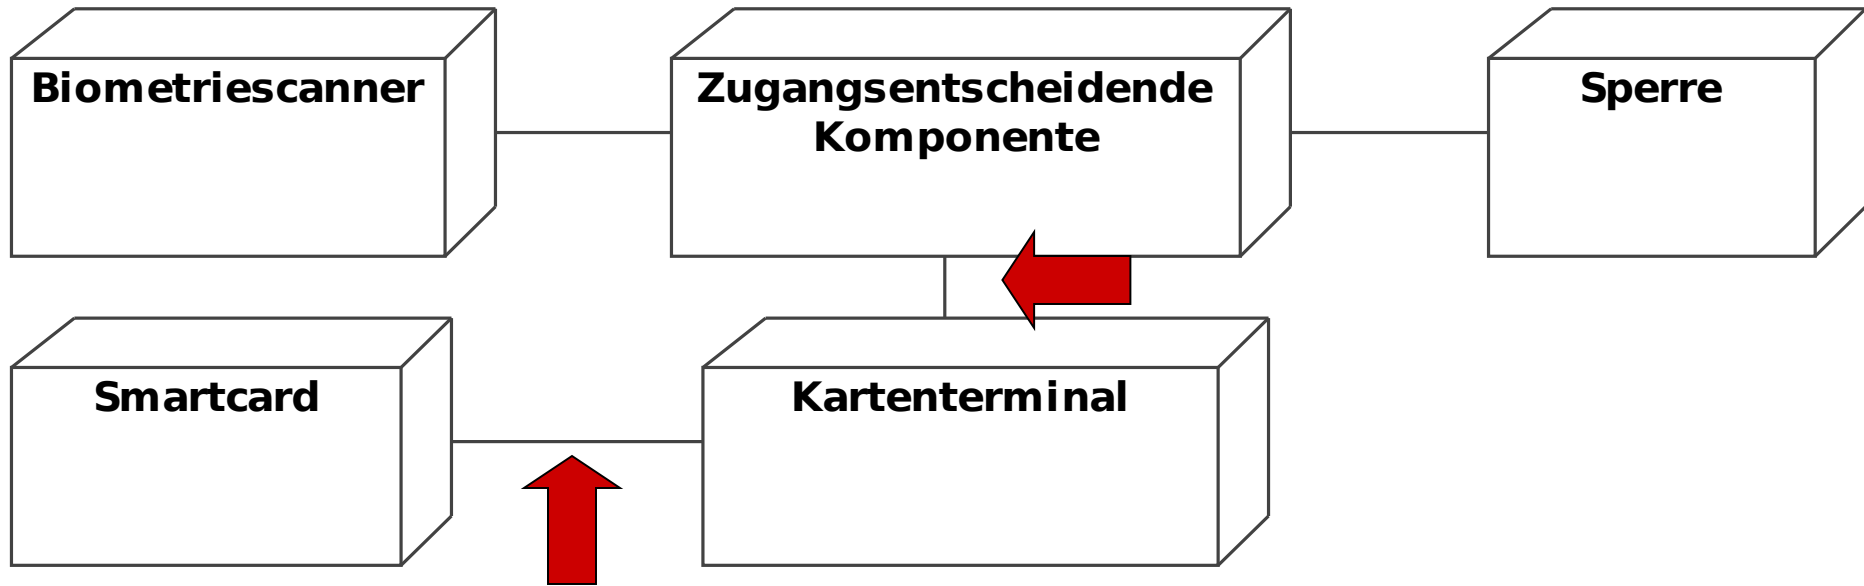 Biometriescanner
Zugangsentscheidende
Komponente
Sperre
Smartcard
Kartenterminal